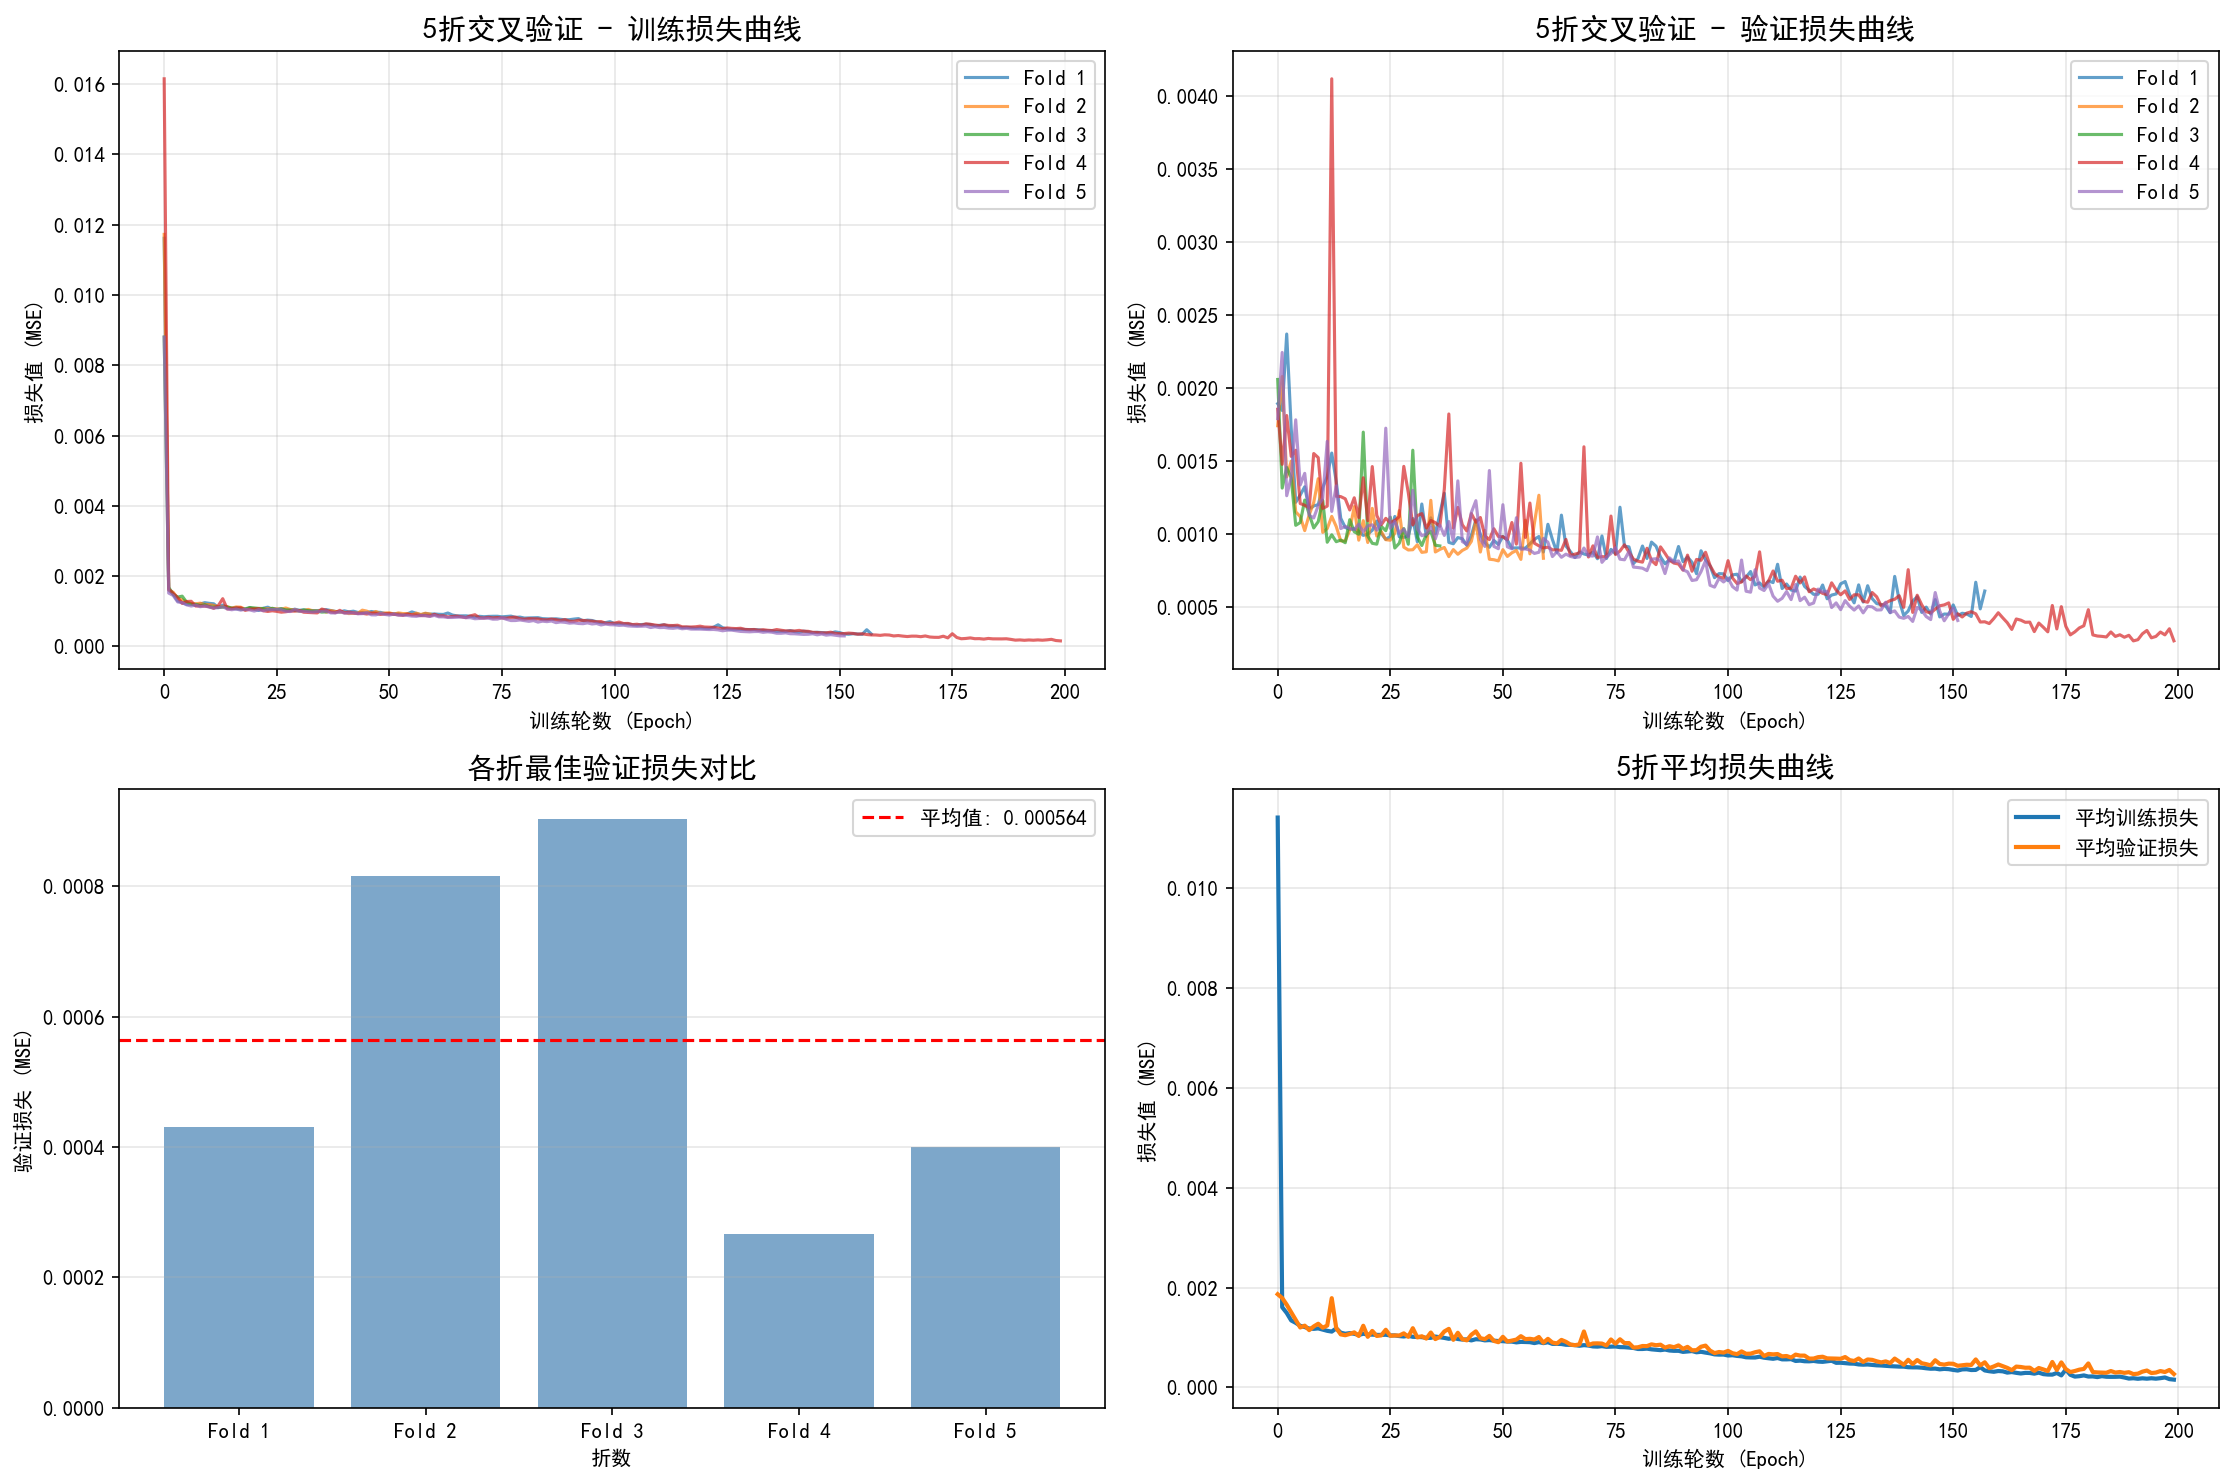 5折交叉验证 - 训练损失曲线
损失值 (MSE)
0.016
0.014
0.012
0.010
0.008
0.006
0.004
0.002
0.000
Fold 1
Fold 2
Fold 3
Fold 4
Fold 5
0 25 50 75 100 125 150 175 200
训练轮数 (Epoch)
5折交叉验证 - 验证损失曲线
损失值 (MSE)
0.0040
0.0035
0.0030
0.0025
0.0020
0.0015
0.0010
0.0005
Fold 1
Fold 2
Fold 3
Fold 4
Fold 5
0 25 50 75 100 125 150 175 200
训练轮数 (Epoch)
各折最佳验证损失对比
验证损失 (MSE)
0.0008
0.0006
0.0004
0.0002
0.0000
平均值: 0.000564
Fold 1 Fold 2 Fold 3 Fold 4 Fold 5
折数
5折平均损失曲线
损失值 (MSE)
0.010
0.008
0.006
0.004
0.002
0.000
平均训练损失
平均验证损失
0 25 50 75 100 125 150 175 200
训练轮数 (Epoch)